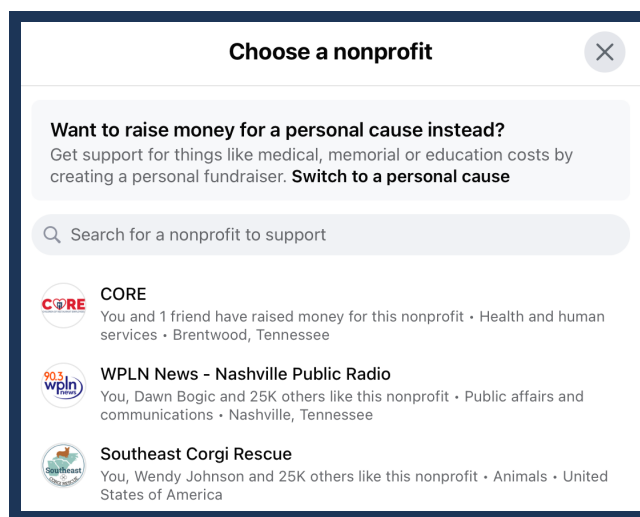 Choose a nonprofit
Want to raise money for a personal cause instead?
Get support for things like medical, memorial or education costs by
creating a personal fundraiser. Switch to a personal cause
Search for a nonprofit to support
CORE
CORE
You and 1 friend have raised money for this nonprofit • Health and human
services • Brentwood, Tennessee
90.3
wpln
news
WPLN News - Nashville Public Radio
You, Dawn Bogic and 25K others like this nonprofit • Public affairs and
communications • Nashville, Tennessee
Southeast
CORGI RESCUE
Southeast Corgi Rescue
You, Wendy Johnson and 25K others like this nonprofit • Animals • United
States of America